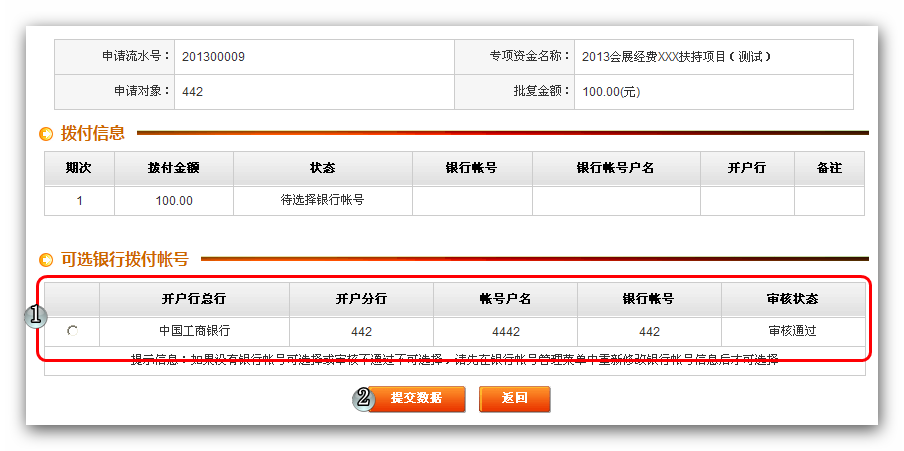 申请流水号： 201300009 专项资金名称： 2013会展经费XXX扶持项目（测试）
申请对象： 442 批复金额： 100.00(元)
拨付信息
期次 拨付金额 状态 银行帐号 银行帐号户名 开户行 备注
1 100.00 待选择银行帐号
可选银行拨付帐号
开户行总行 开户分行 帐号户名 银行帐号 审核状态
1 中国工商银行 442 4442 442 审核通过
提示信息：如果没有银行帐号可选择或审核不通过不可选择，请先在银行帐号管理菜单中重新修改银行帐号信息后才可选择
2 提交数据 返回